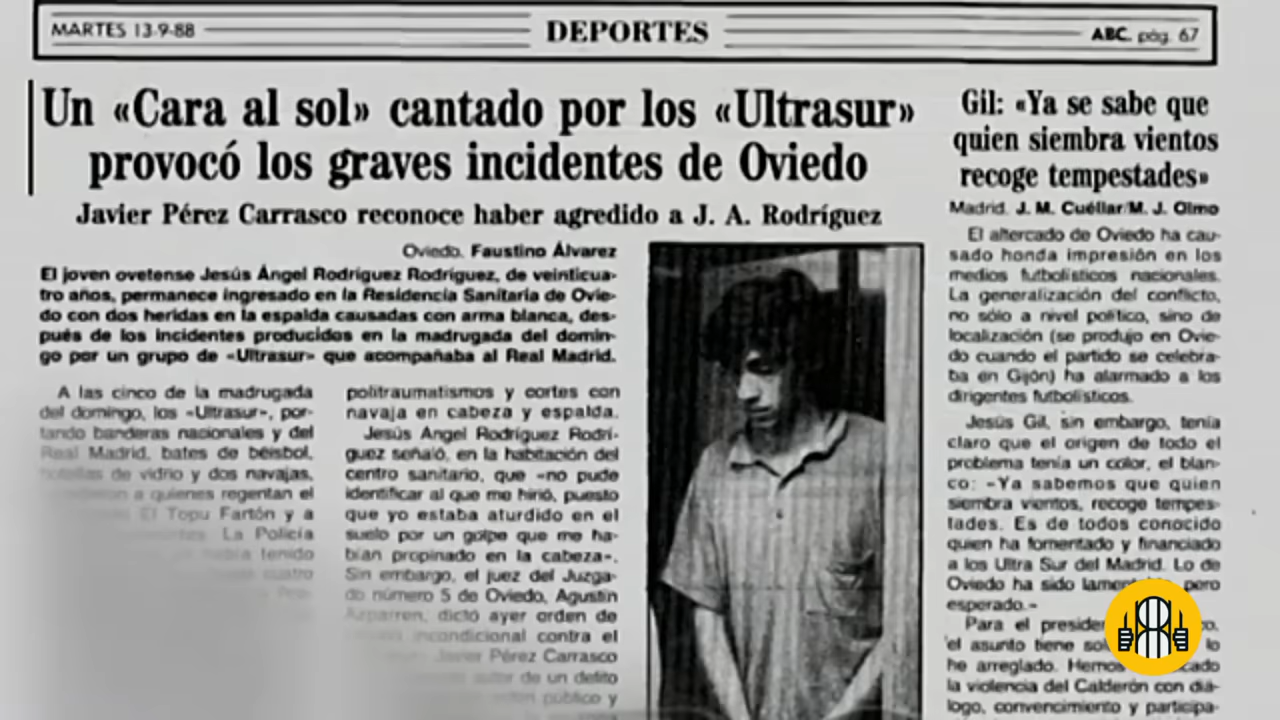 MARTES 13-9-88
DEPORTES
ABC. pág. 67
Un «Cara al sol» cantado por los «Ultrasur»
provocó los graves incidentes de Oviedo
Javier Pérez Carrasco reconoce haber agredido a J. A. Rodríguez
Oviedo. Faustino Álvarez
El joven ovetense Jesús Ángel Rodríguez Rodríguez, de veinticua-
tro años, permanece ingresado en la Residencia Sanitaria de Ovie-
do con dos heridas en la espalda causadas con arma blanca, des-
pués de los incidentes producidos en la madrugada del domin-
go por un grupo de «Ultrasur» que acompañaba al Real Madrid.
A las cinco de la madrugada
del domingo, los «Ultrasur», por-
tando banderas nacionales y del
Real Madrid, bates de béisbol,
botellas de vidrio y dos navajas,
a quienes regentan el
El Topu Fartón y a
La Policía
había tenido
cuatro
politraumatismos y cortes con
navaja en cabeza y espalda.
Jesús Angel Rodríguez Rodrí-
guez señaló, en la habitación del
centro sanitario, que «no pude
identificar al que me hirió, puesto
que yo estaba aturdido en el
suelo por un golpe que me ha-
bían propinado en la cabeza».
Sin embargo, el juez del Juzga-
do número 5 de Oviedo, Agustín
Azparren, dictó ayer orden de
incondicional contra el
Javier Pérez Carrasco
autor de un delito
orden público y
Gil: «Ya se sabe que
quien siembra vientos
recoge tempestades»
Madrid. J. M. Cuéllar/M. J. Olmo
El altercado de Oviedo ha cau-
sado honda impresión en los
medios futbolísticos nacionales.
La generalización del conflicto,
no sólo a nivel político, sino de
localización (se produjo en Ovie-
do cuando el partido se celebra-
ba en Gijón) ha alarmado a los
dirigentes futbolísticos.
Jesús Gil, sin embargo, tenía
claro que el origen de todo el
problema tenía un color, el blan-
co: «Ya sabemos que quien
siembra vientos, recoge tempes-
tades. Es de todos conocido
quien ha fomentado y financiado
a los Ultra Sur del Madrid. Lo de
Oviedo ha sido pero
esperado.»
Para el
el asunto tiene lo
he arreglado. Hemos
la violencia del Calderón con diá-
logo, convencimiento y participa-